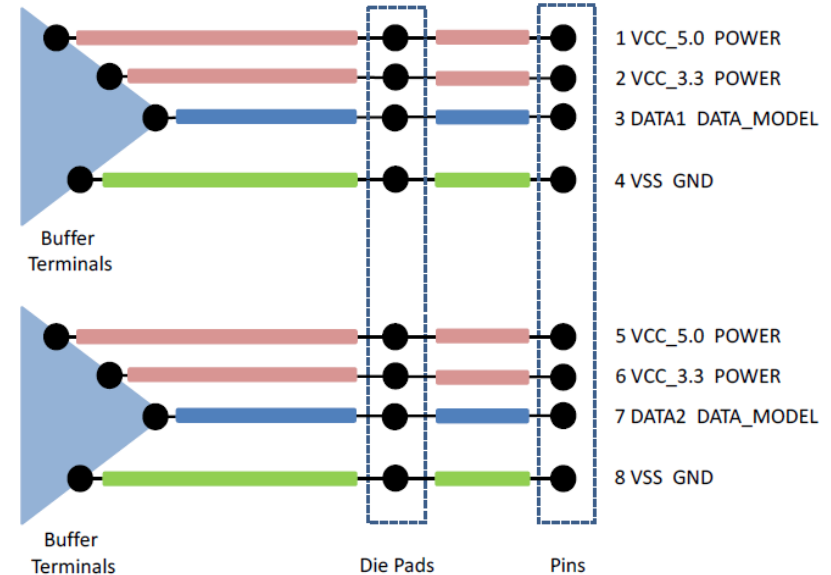 1 VCC_5.0 POWER
2 VCC_3.3 POWER
3 DATA1 DATA_MODEL
4 VSS GND
Buffer
Terminals
5 VCC_5.0 POWER
6 VCC_3.3 POWER
7 DATA2 DATA_MODEL
8 VSS GND
Buffer
Terminals
Die Pads
Pins